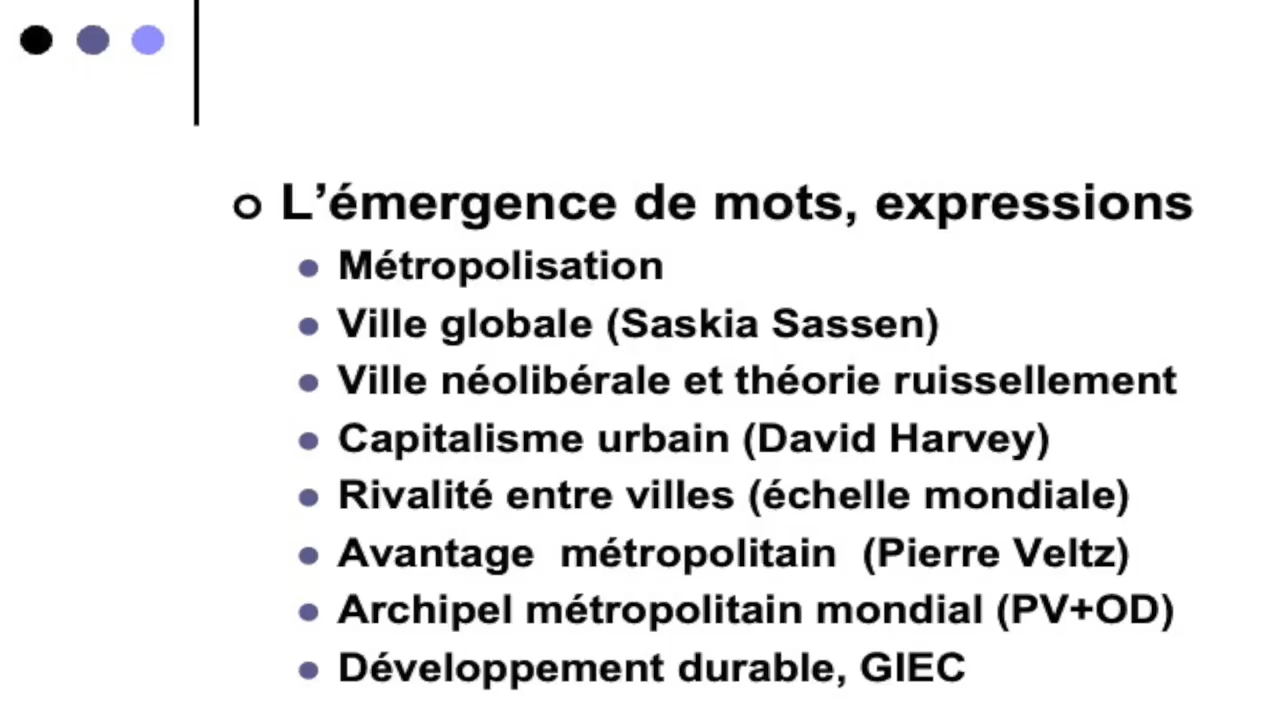 L’émergence de mots, expressions
Métropolisation
Ville globale (Saskia Sassen)
Ville néolibérale et théorie ruissellement
Capitalisme urbain (David Harvey)
Rivalité entre villes (échelle mondiale)
Avantage métropolitain (Pierre Veltz)
Archipel métropolitain mondial (PV+OD)
Développement durable, GIEC